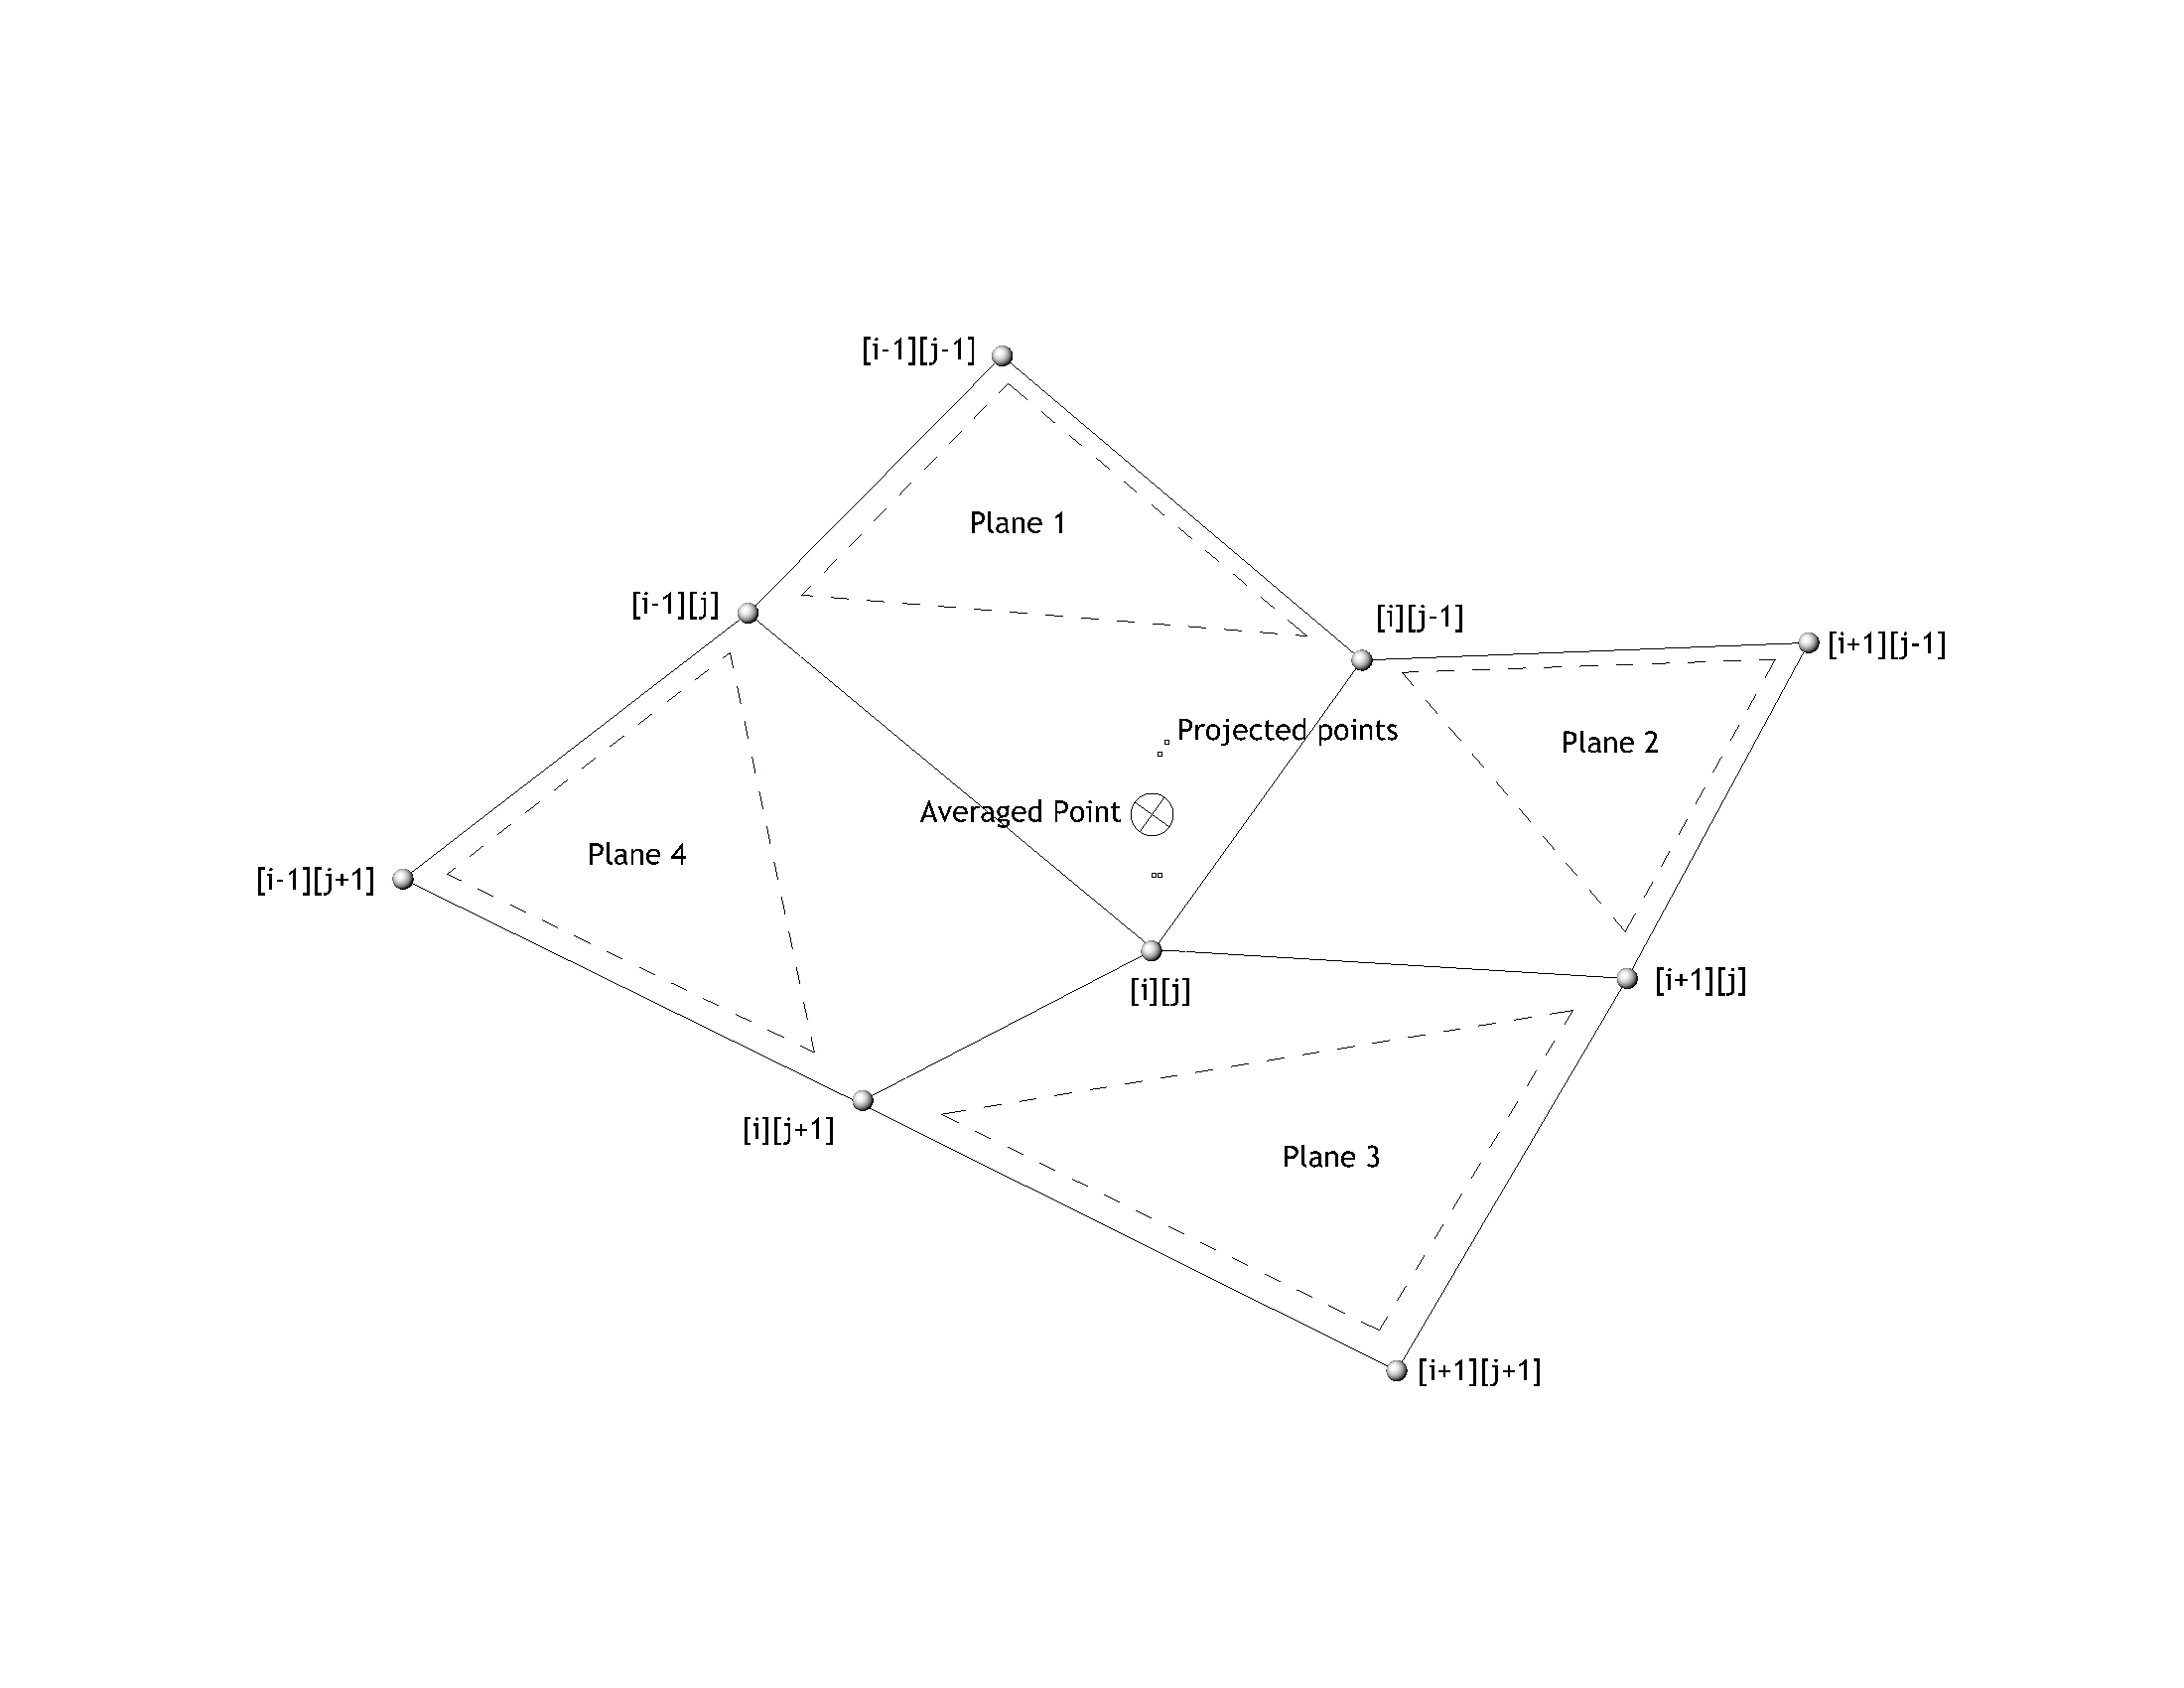 [i-1][j-1]
Plane 1
[i-1][j]
[i][j-1]
[i+1][j-1]
Projected points
Plane 2
Averaged Point
Plane 4
[i-1][j+1]
[i][j]
[i+1][j]
[i][j+1]
Plane 3
[i+1][j+1]